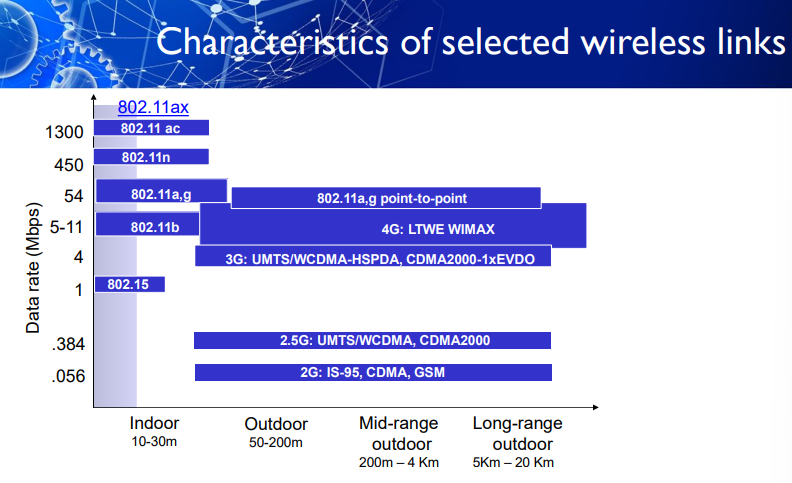 Characteristics of selected wireless links
802.11ax
1300
802.11 ac
450
802.11n
54
802.11a,g
802.11a,g point-to-point
5-11
802.11b
4G: LTWE WIMAX
4
3G: UMTS/WCDMA-HSPDA, CDMA2000-1xEVDO
1
802.15
.384
2.5G: UMTS/WCDMA, CDMA2000
.056
2G: IS-95, CDMA, GSM
Data rate (Mbps)
Indoor
10-30m
Outdoor
50-200m
Mid-range
outdoor
200m – 4 Km
Long-range
outdoor
5Km – 20 Km